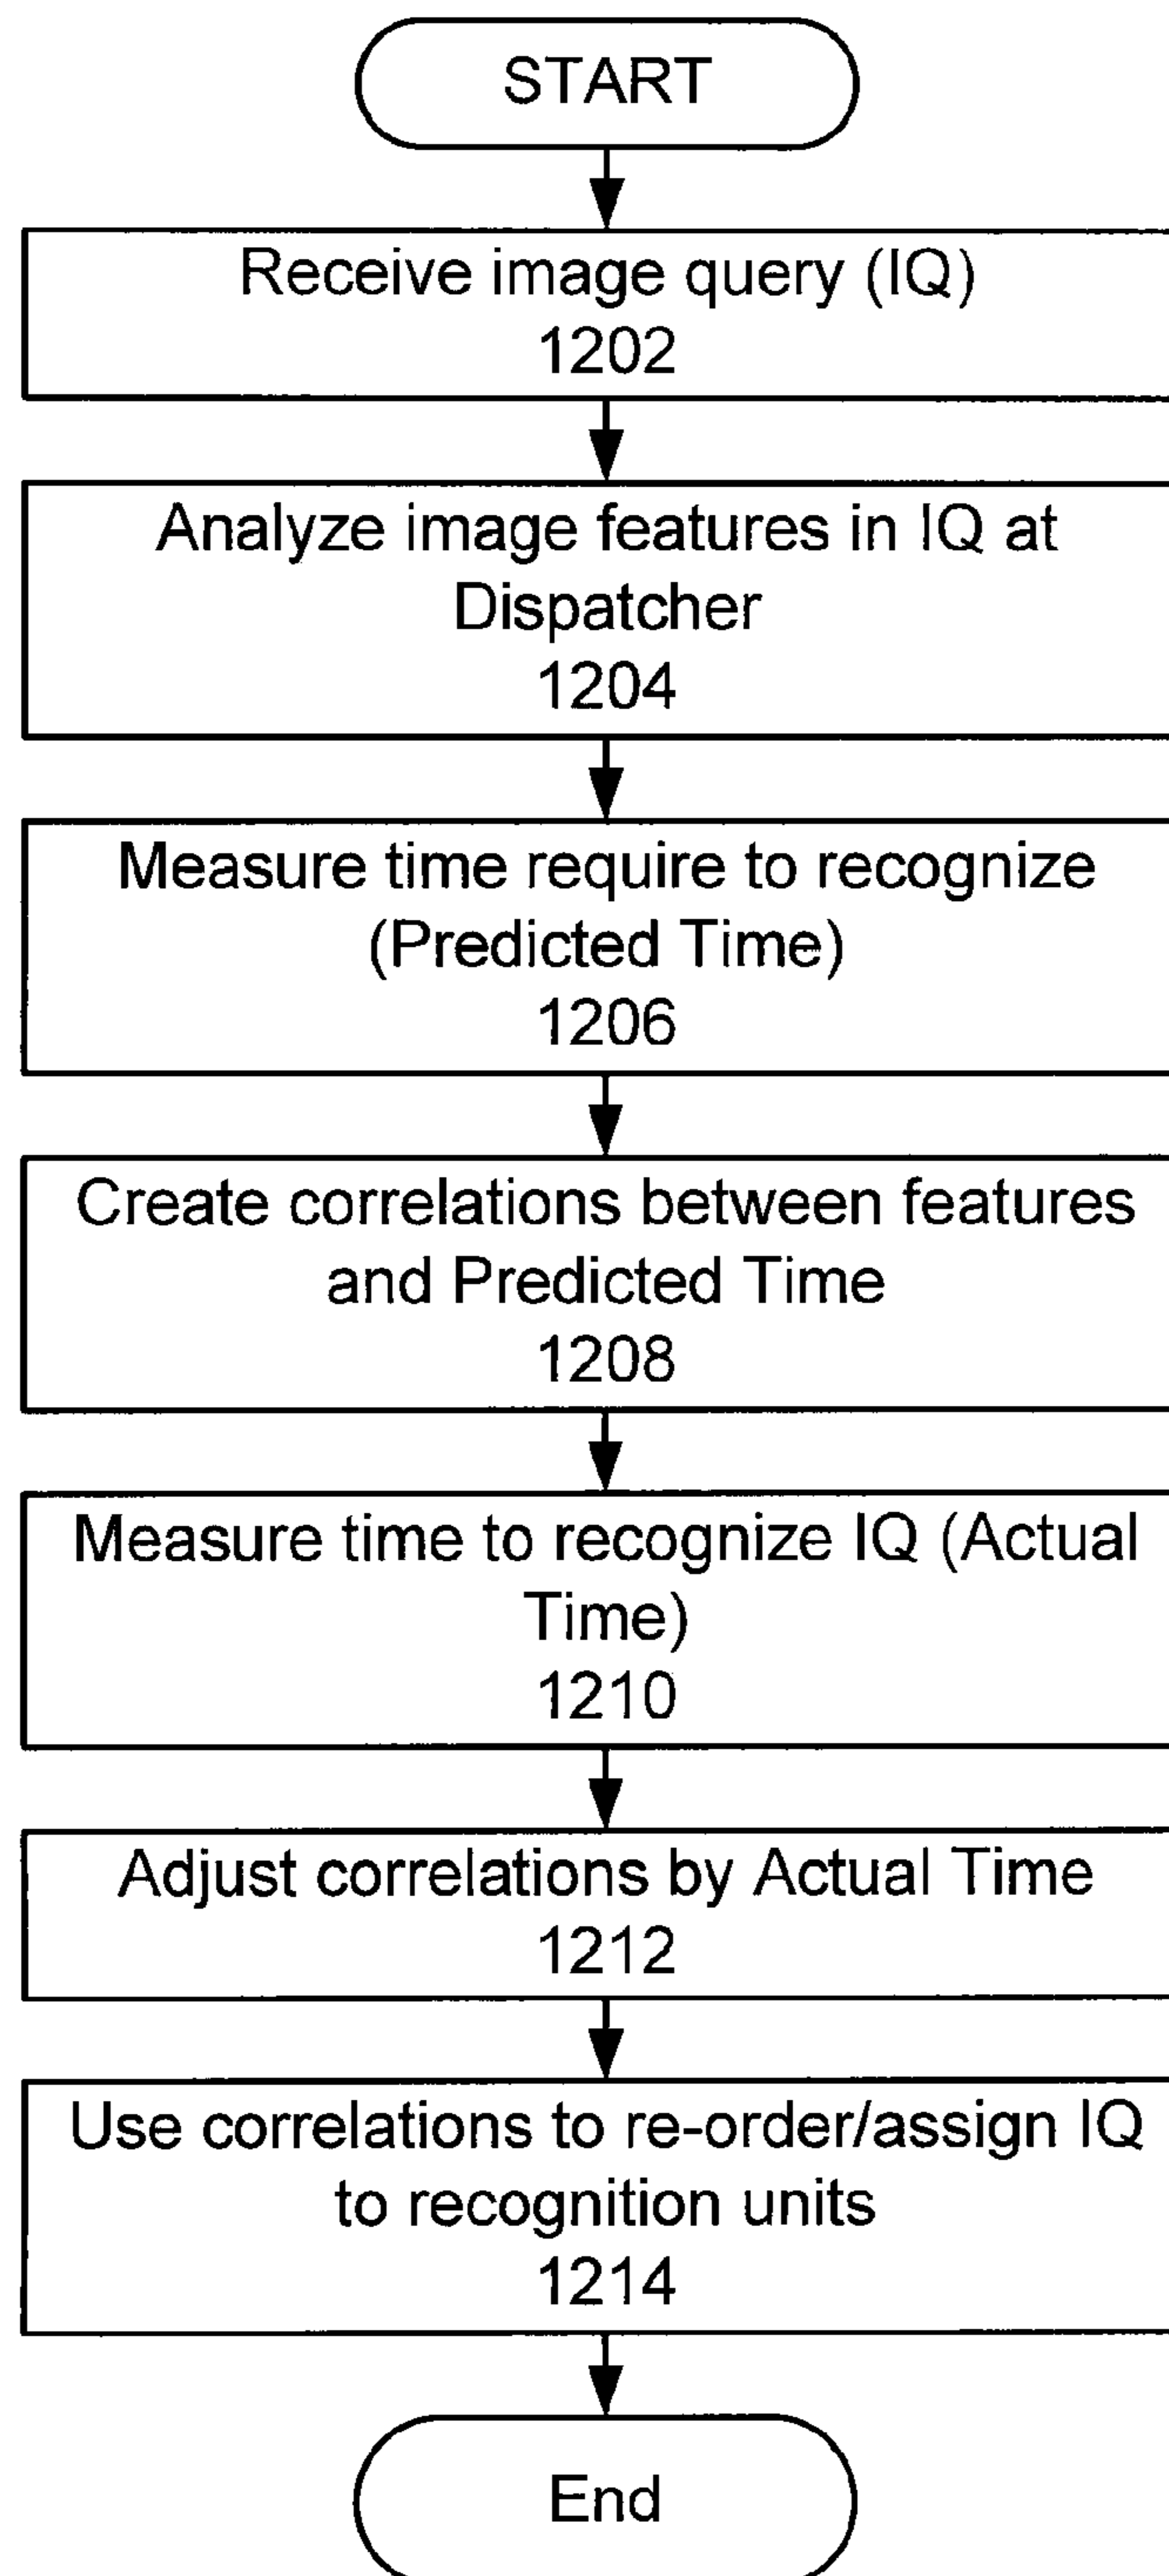 START
Receive image query (IQ)
1202
Analyze image features in IQ at
Dispatcher
1204
Measure time require to recognize
(Predicted Time)
1206
Create correlations between features
and Predicted Time
1208
Measure time to recognize IQ (Actual
Time)
1210
Adjust correlations by Actual Time
1212
Use correlations to re-order/assign IQ
to recognition units
1214
End